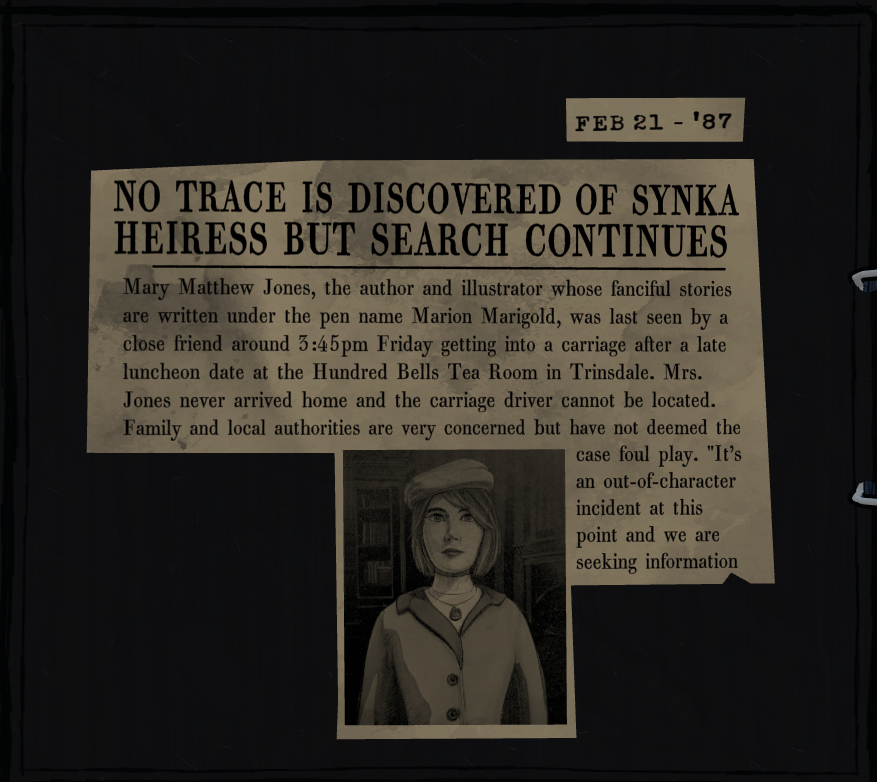 FEB 21 - '87
NO TRACE IS DISCOVERED OF SYNKA
HEIRESS BUT SEARCH CONTINUES
Mary Matthew Jones, the author and illustrator whose fanciful stories
are written under the pen name Marion Marigold, was last seen by a
close friend around 3:45pm Friday getting into a carriage after a late
luncheon date at the Hundred Bells Tea Room in Trinsdale. Mrs.
Jones never arrived home and the carriage driver cannot be located.
Family and local authorities are very concerned but have not deemed the
case foul play. "It's
an out-of-character
incident at this
point and we are
seeking information